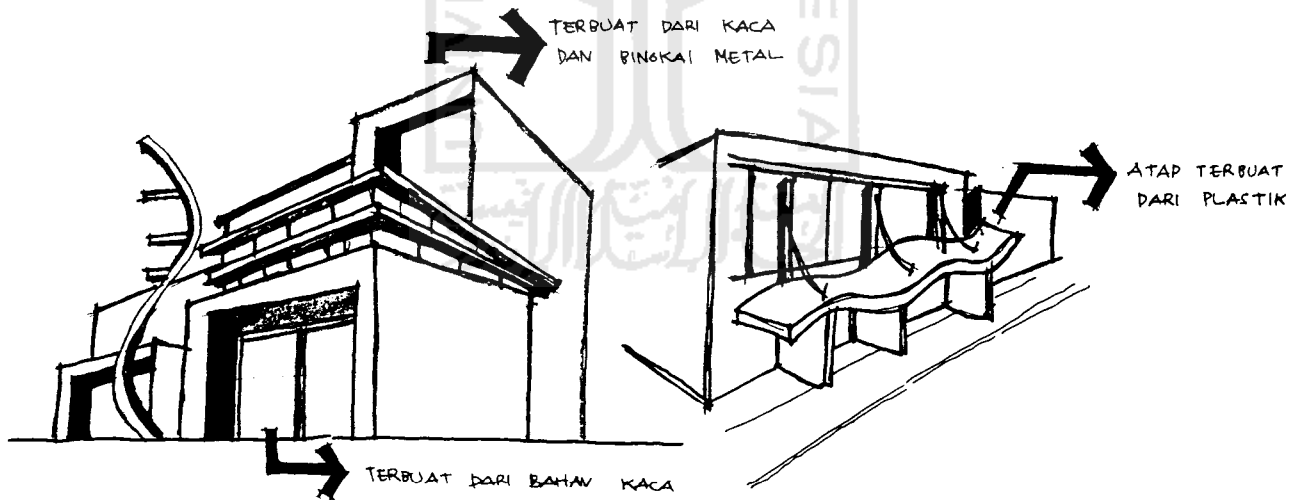 TERBUAT DARI KACA
DAN BINGKAI METAL
ATAP TERBUAT
DARI PLASTIK
TERBUAT DARI BAHAN KACA